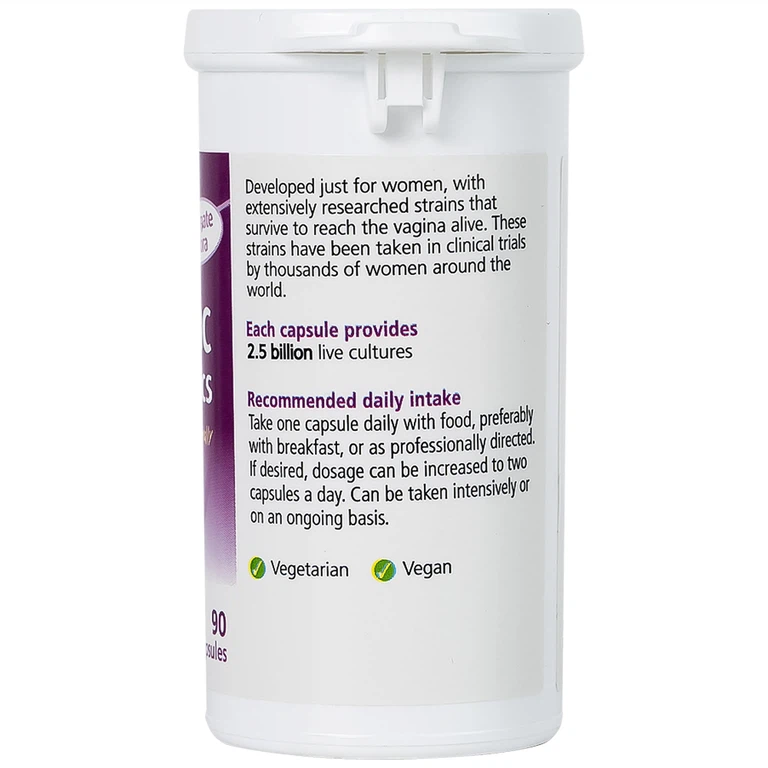 Developed just for women, with
extensively researched strains that
survive to reach the vagina alive. These
strains have been taken in clinical trials
by thousands of women around the
world.
Each capsule provides
2.5 billion live cultures
Recommended daily intake
Take one capsule daily with food, preferably
with breakfast, or as professionally directed.
If desired, dosage can be increased to two
capsules a day. Can be taken intensively or
on an ongoing basis.
Vegetarian Vegan
90